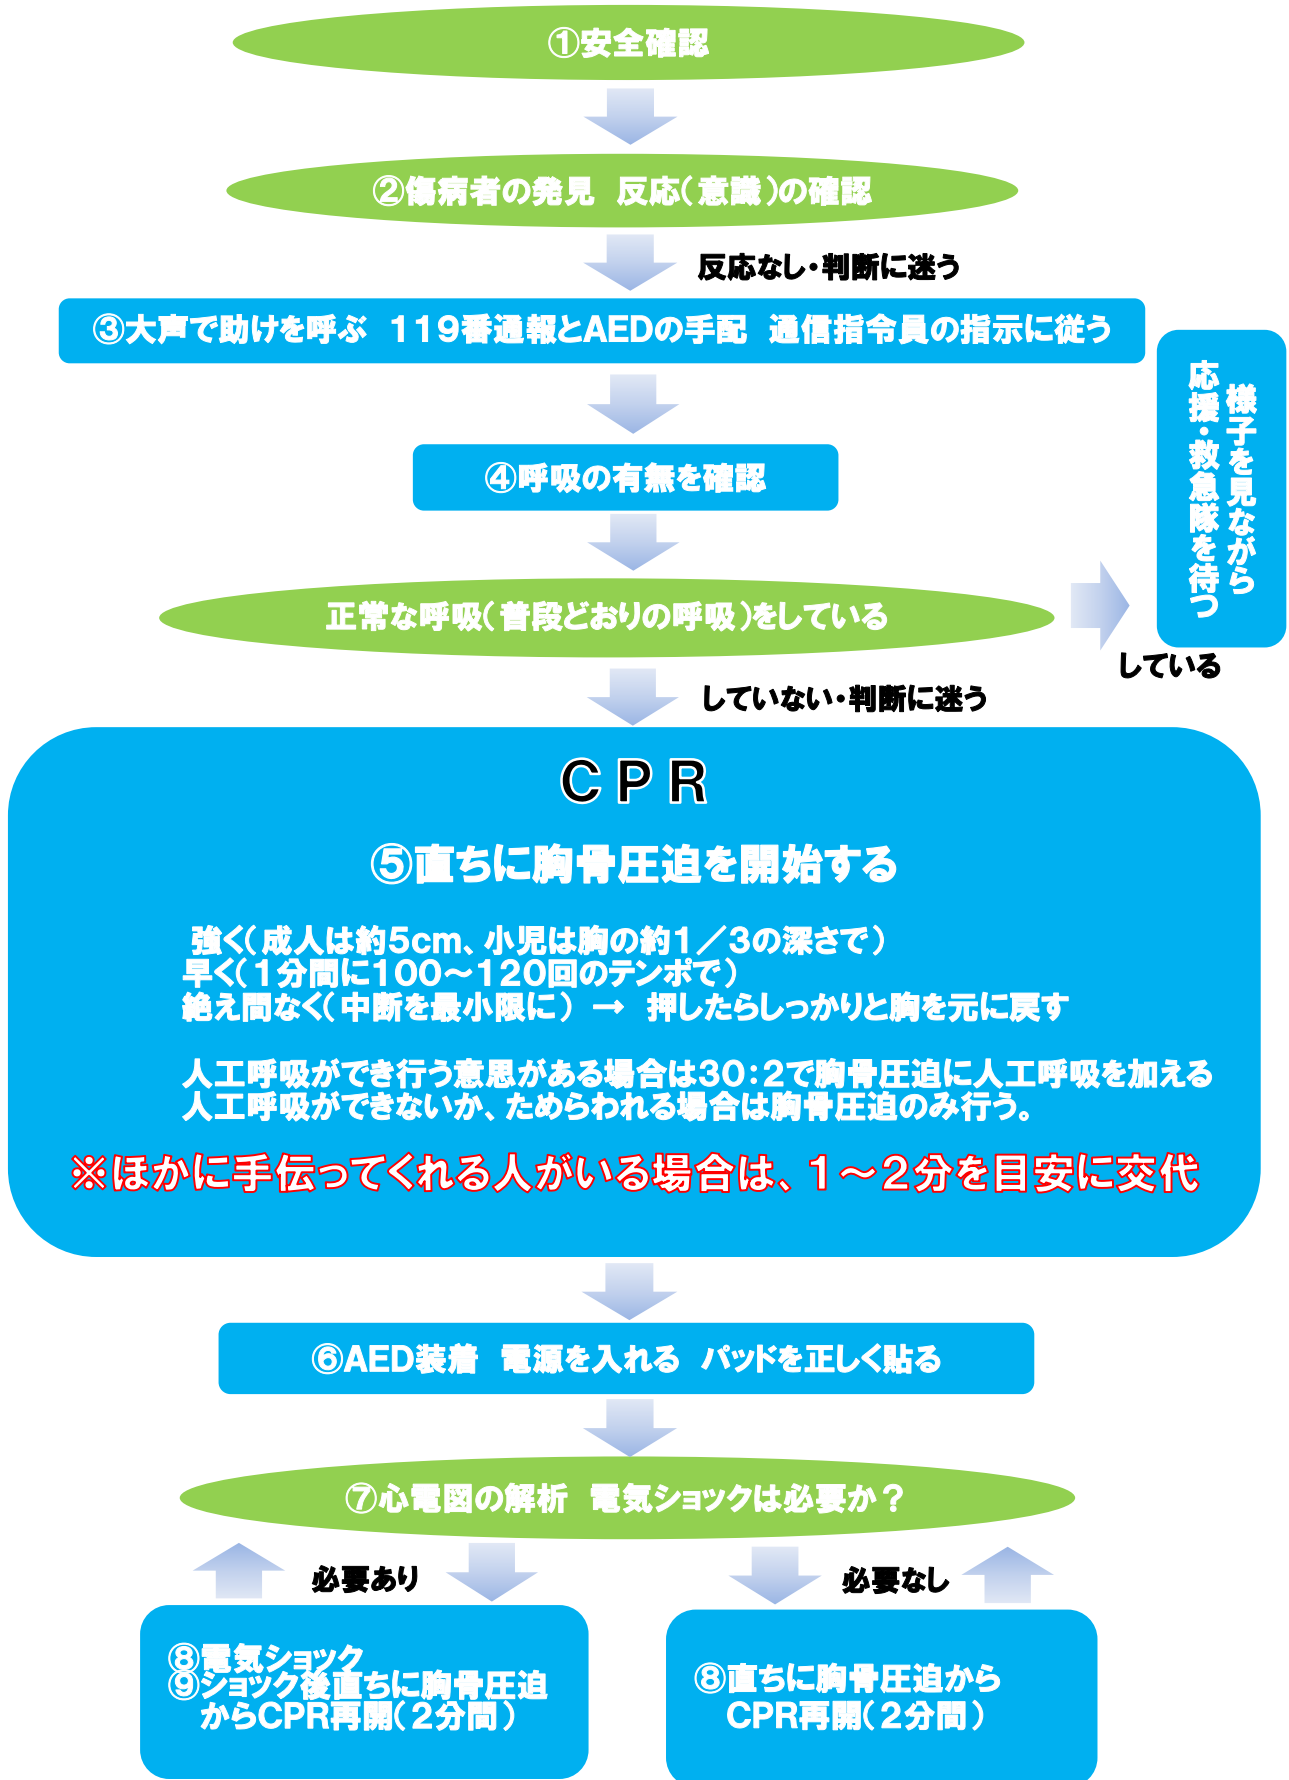 ①安全確認
②傷病者の発見　反応(意識)の確認
反応なし・判断に迷う
③大声で助けを呼ぶ　119番通報とAEDの手配　通信指令員の指示に従う
様子を見ながら
応援・救急隊を待つ
④呼吸の有無を確認
正常な呼吸(普段どおりの呼吸)をしている
している
していない・判断に迷う
CPR
⑤直ちに胸骨圧迫を開始する
強く(成人は約5cm、小児は胸の約1／3の深さで)
早く(1分間に100～120回のテンポで)
絶え間なく(中断を最小限に)　→　押したらしっかりと胸を元に戻す
人工呼吸ができ行う意思がある場合は30：2で胸骨圧迫に人工呼吸を加える
人工呼吸ができないか、ためらわれる場合は胸骨圧迫のみ行う。
※ほかに手伝ってくれる人がいる場合は、1～2分を目安に交代
⑥AED装着　電源を入れる　パッドを正しく貼る
⑦心電図の解析　電気ショックは必要か？
必要あり
必要なし
⑧電気ショック
⑨ショック後直ちに胸骨圧迫
からCPR再開(2分間)
⑧直ちに胸骨圧迫から
CPR再開(2分間)